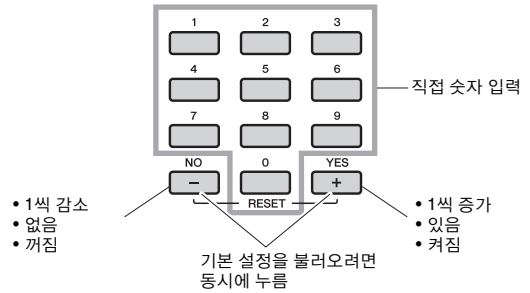 1 2 3
4 5 6
직접 숫자 입력
7 8 9
NO 0 YES
− +
RESET
• 1씩 감소
• 없음
• 꺼짐
• 1씩 증가
• 있음
• 켜짐
기본 설정을 불러오려면
동시에 누름